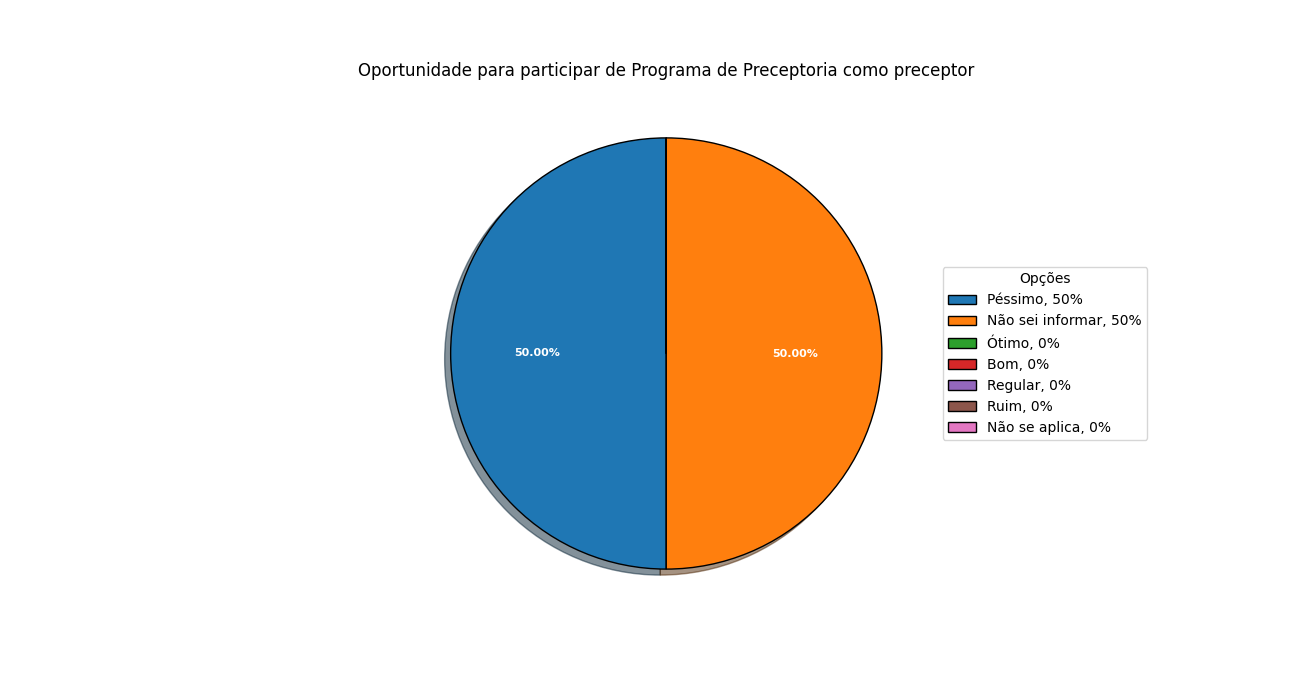 Oportunidade para participar de Programa de Preceptoria como preceptor
50.00%
50.00%
Opções
Péssimo, 50%
Não sei informar, 50%
Ótimo, 0%
Bom, 0%
Regular, 0%
Ruim, 0%
Não se aplica, 0%